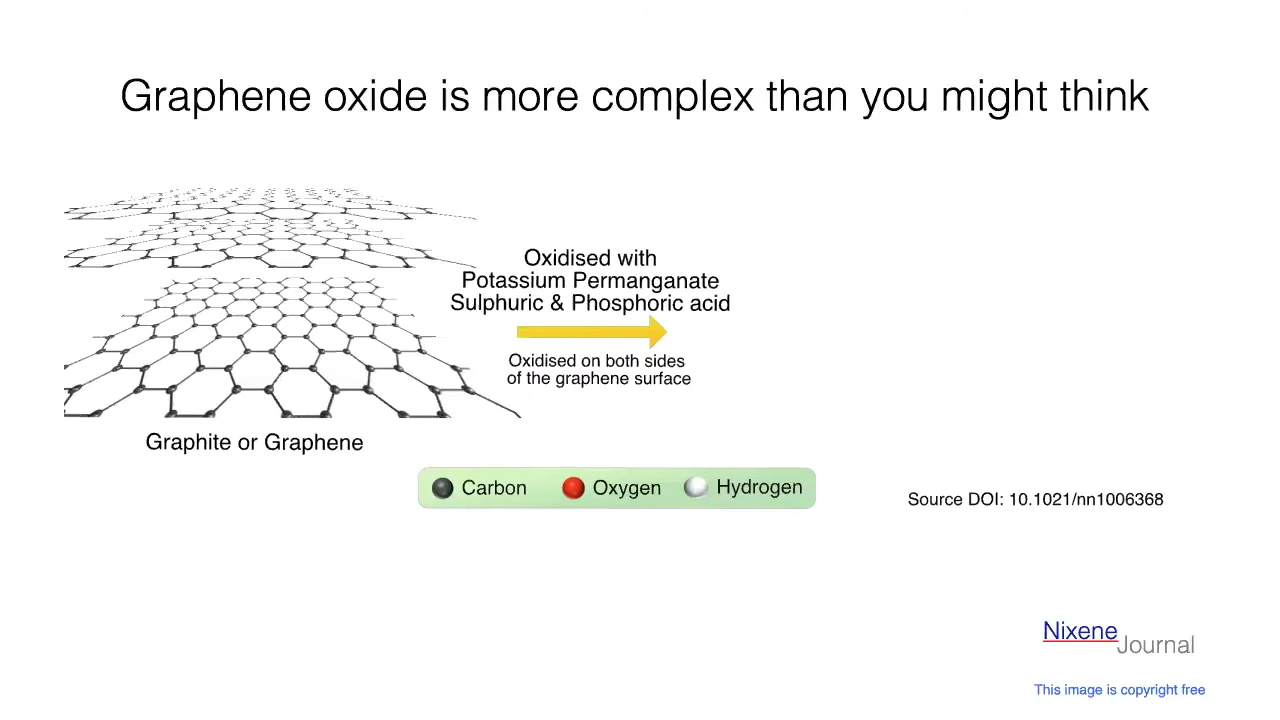 Graphene oxide is more complex than you might think
Oxidised with
Potassium Permanganate
Sulphuric & Phosphoric acid
Oxidised on both sides
of the graphene surface
Graphite or Graphene
Carbon
Oxygen
Hydrogen
Source DOI: 10.1021/nn1006368
Nixene
Journal
This image is copyright free